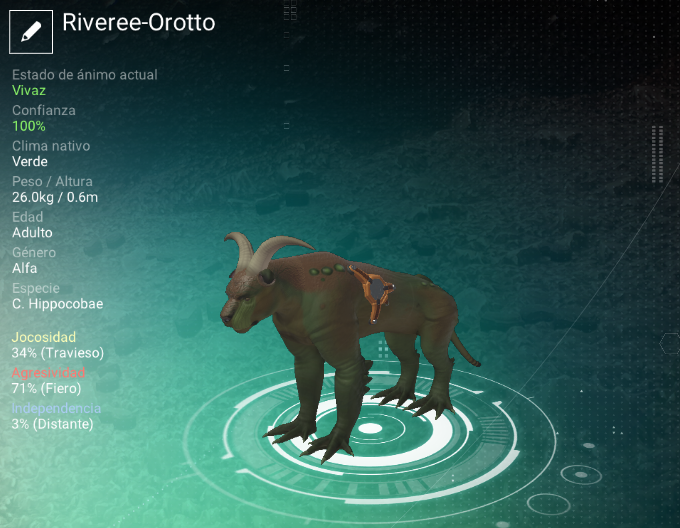 Riveree-Orotto
Estado de ánimo actual
Vivaz
Confianza
100%
Clima nativo
Verde
Peso / Altura
26.0kg / 0.6m
Edad
Adulto
Género
Alfa
Especie
C. Hippocobae
Jocosidad
34% (Travieso)
Agresividad
71% (Fiero)
Independencia
3% (Distante)